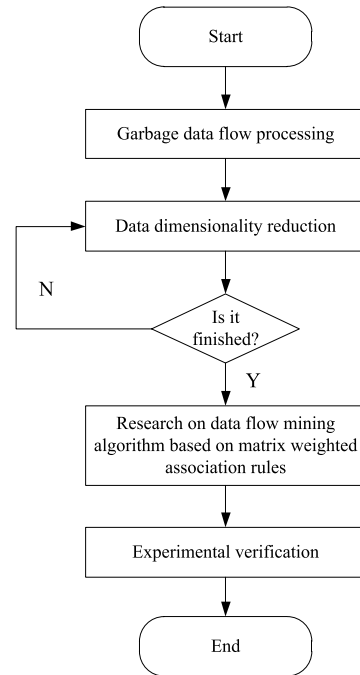 Start
Garbage data flow processing
Data dimensionality reduction
N
Is it
finished?
Y
Research on data flow mining
algorithm based on matrix weighted
association rules
Experimental verification
End